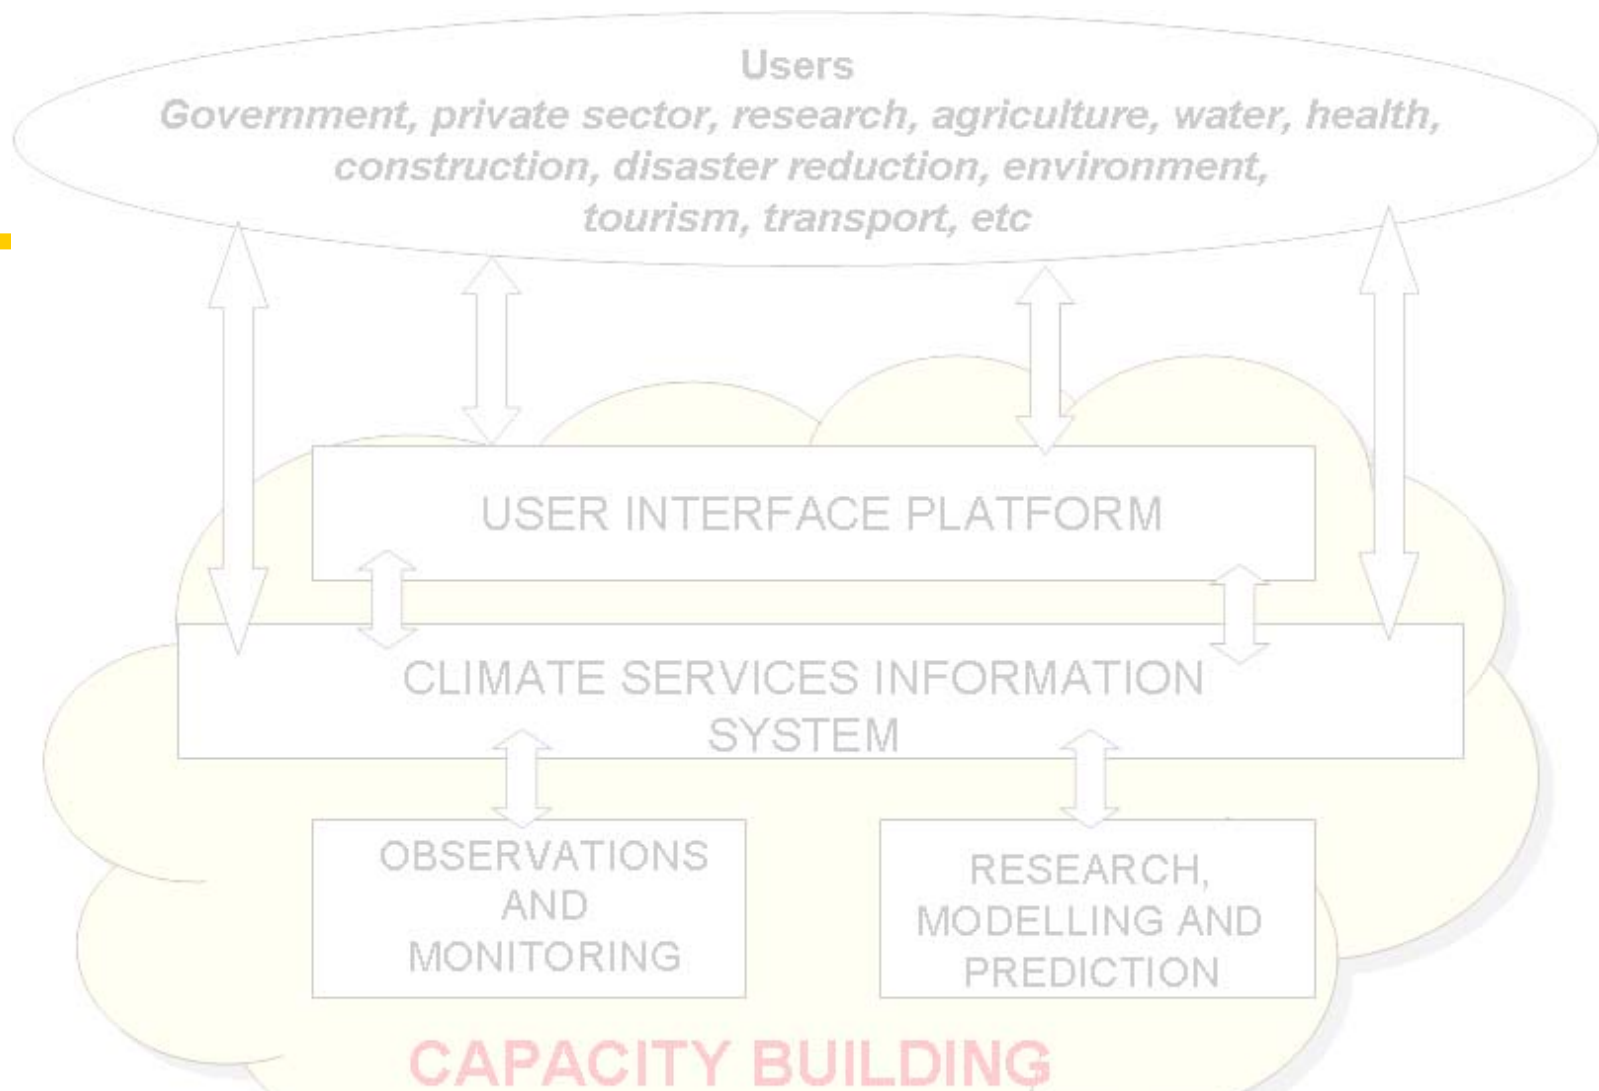 Users
Government, private sector, research, agriculture, water, health,
construction, disaster reduction, environment,
tourism, transport, etc
USER INTERFACE PLATFORM
CLIMATE SERVICES INFORMATION
SYSTEM
OBSERVATIONS
AND
MONITORING
RESEARCH,
MODELLING AND
PREDICTION
CAPACITY BUILDING